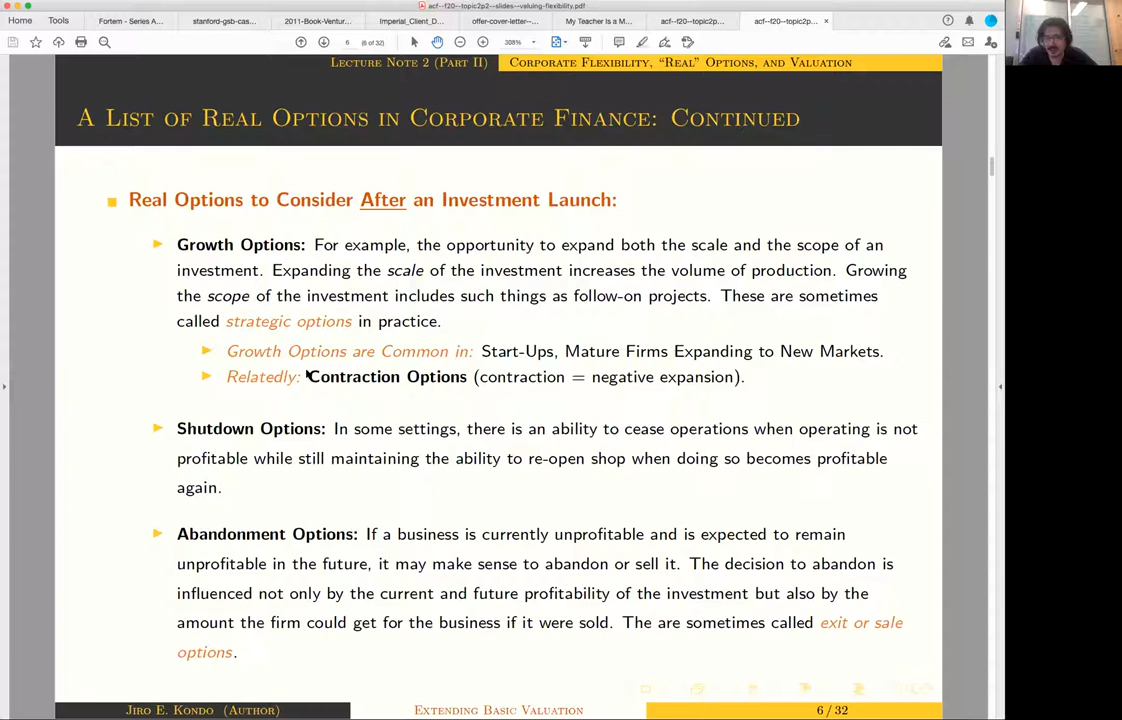 acf--f20--topic2p2--slides--valuing-flexibility.pdf
Home Tools Fortem - Series A... stanford-gsb-cas... 2011-Book-Ventur... Imperial_Client_D... offer-cover-letter--... My Teacher Is a M... acf--f20--topic2p... acf--f20--topic2p... ×
6 (6 of 32) 308%
Lecture Note 2 (Part II) Corporate Flexibility, “Real” Options, and Valuation
A List of Real Options in Corporate Finance: Continued
Real Options to Consider After an Investment Launch:
Growth Options: For example, the opportunity to expand both the scale and the scope of an
investment. Expanding the scale of the investment increases the volume of production. Growing
the scope of the investment includes such things as follow-on projects. These are sometimes
called strategic options in practice.
Growth Options are Common in: Start-Ups, Mature Firms Expanding to New Markets.
Relatedly: Contraction Options (contraction = negative expansion).
Shutdown Options: In some settings, there is an ability to cease operations when operating is not
profitable while still maintaining the ability to re-open shop when doing so becomes profitable
again.
Abandonment Options: If a business is currently unprofitable and is expected to remain
unprofitable in the future, it may make sense to abandon or sell it. The decision to abandon is
influenced not only by the current and future profitability of the investment but also by the
amount the firm could get for the business if it were sold. The are sometimes called exit or sale
options.
Jiro E. Kondo (Author) Extending Basic Valuation 6 / 32